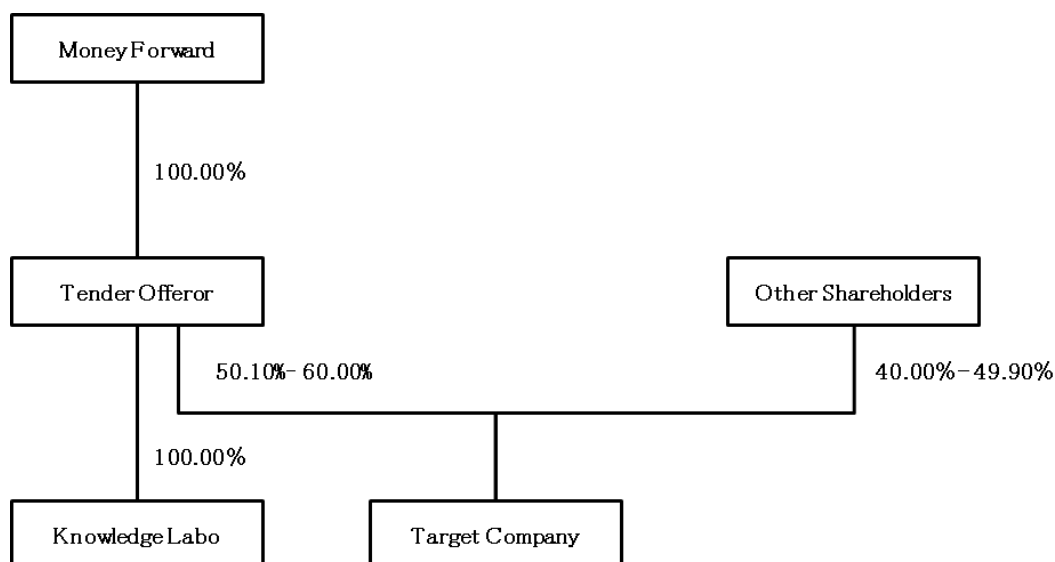 Money Forward
100.00%
Tender Offeror
Other Shareholders
50.10%-60.00%
40.00%-49.90%
100.00%
Knowledge Labo
Target Company